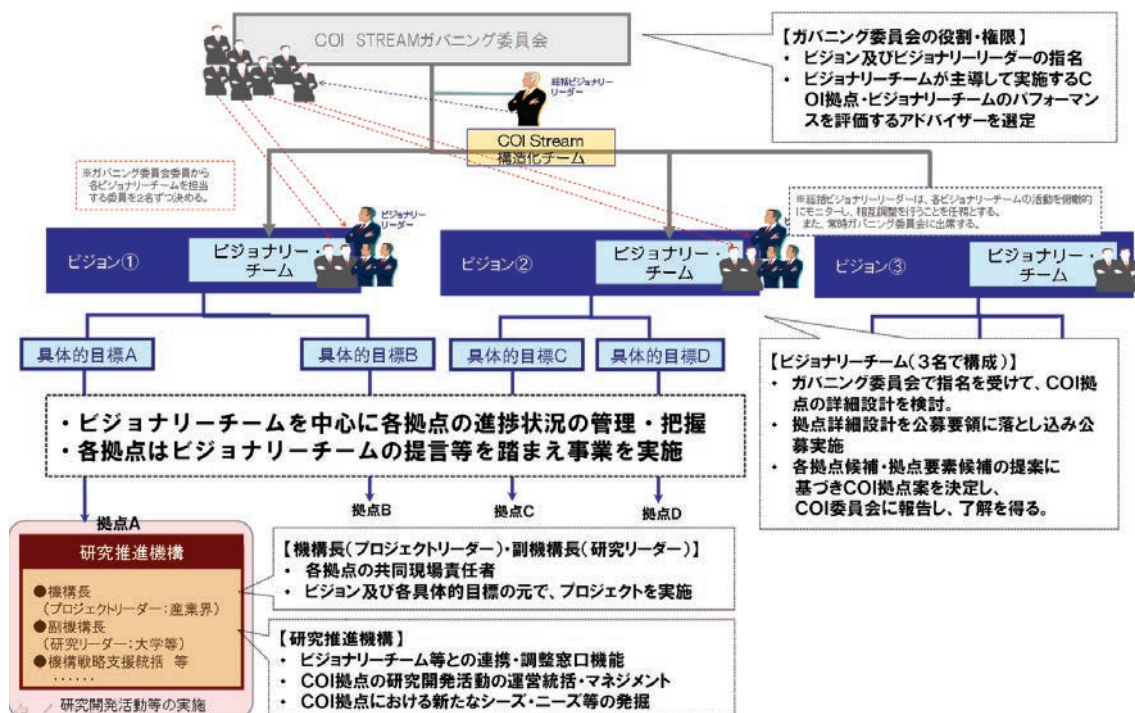 COI STREAMガバニング委員会
【ガバニング委員会の役割・権限】
・ ビジョン及びビジョナリーリーダーの指名
・ ビジョナリーチームが主導して実施するC
OI拠点・ビジョナリーチームのパフォーマン
スを評価するアドバイザーを選定
総括ビジョナリー
リーダー
COI Stream
構造化チーム
※ガバニング委員会委員から
各ビジョナリーチームを担当
する委員を2名ずつ決める。
※総括ビジョナリーリーダーは、各ビジョナリーチームの活動を俯瞰的
にモニターし、相互調整を行うことを任務とする。
また、常時ガバニング委員会に出席する。
ビジョナリー
リーダー
ビジョン①
ビジョナリー・
チーム
ビジョン②
ビジョナリー・
チーム
ビジョン③
ビジョナリー・
チーム
具体的目標A
具体的目標B
具体的目標C
具体的目標D
【ビジョナリーチーム(3名で構成)】
・ ガバニング委員会で指名を受けて、COI拠
点の詳細設計を検討。
・ 拠点詳細設計を公募要領に落とし込み公
募実施
・ 各拠点候補・拠点要素候補の提案に
基づきCOI拠点案を決定し、
COI委員会に報告し、了解を得る。
・ビジョナリーチームを中心に各拠点の進捗状況の管理・把握
・各拠点はビジョナリーチームの提言等を踏まえ事業を実施
拠点A
拠点B
拠点C
拠点D
研究推進機構
●機構長
(プロジェクトリーダー:産業界)
●副機構長
(研究リーダー:大学等)
●機構戦略支援統括 等
……
研究開発活動等の実施
【機構長(プロジェクトリーダー)・副機構長(研究リーダー)】
・ 各拠点の共同現場責任者
・ ビジョン及び各具体的目標の元で、プロジェクトを実施
【研究推進機構】
・ ビジョナリーチーム等との連携・調整窓口機能
・ COI拠点の研究開発活動の運営統括・マネジメント
・ COI拠点における新たなシーズ・ニーズ等の発掘